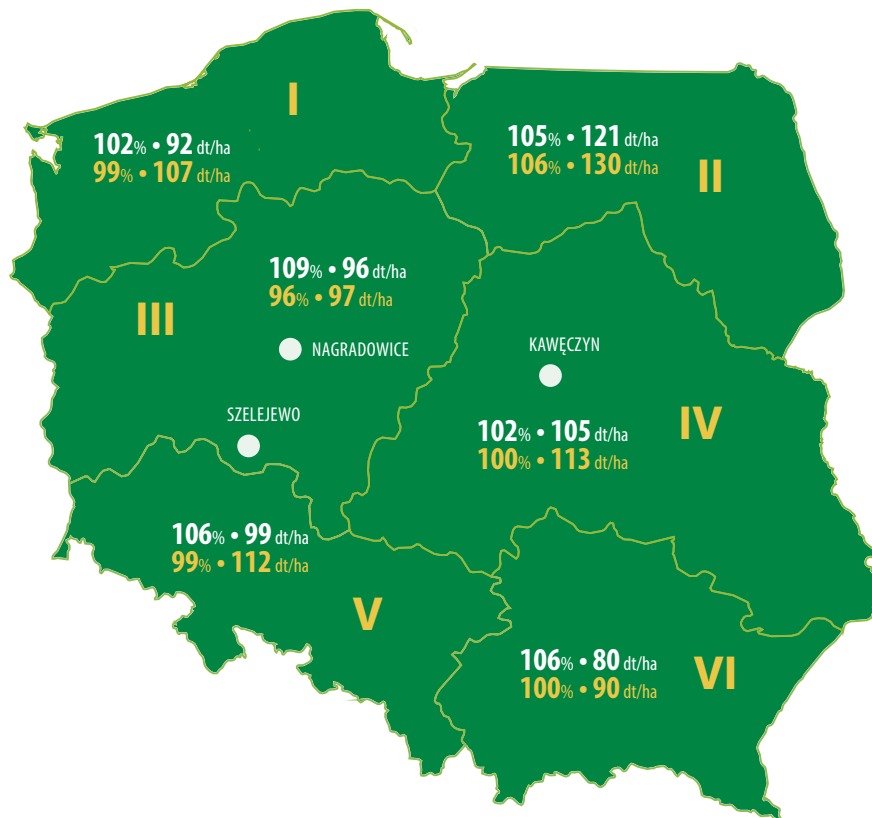 I
102% • 92 dt/ha
99% • 107 dt/ha
105% • 121 dt/ha
106% • 130 dt/ha
II
109% • 96 dt/ha
96% • 97 dt/ha
III
NAGRADOWICE
KAWĘCZYN
SZELEJEWO
IV
102% • 105 dt/ha
100% • 113 dt/ha
106% • 99 dt/ha
99% • 112 dt/ha
V
106% • 80 dt/ha
100% • 90 dt/ha
VI